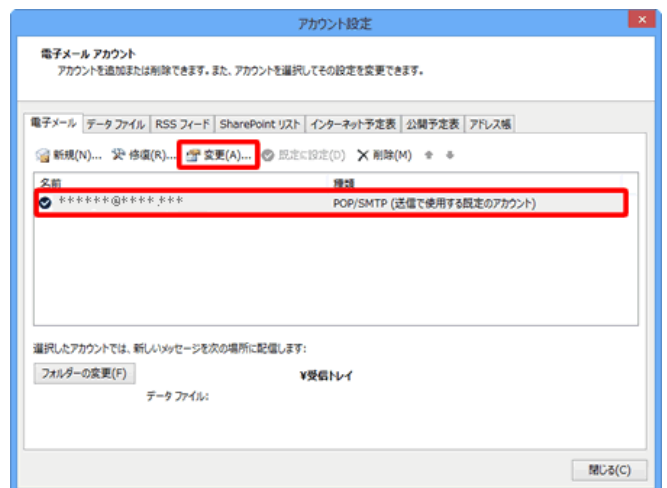 アカウント設定
電子メール アカウント
アカウントを追加または削除できます。また、アカウントを選択してその設定を変更できます。
電子メール データ ファイル RSS フィード SharePoint リスト インターネット予定表 公開予定表 アドレス帳
新規(N)... 修復(R)... 変更(A)... 既定に設定(D) 削除(M)
名前 種類
******@****.*** POP/SMTP (送信で使用する既定のアカウント)
選択したアカウントでは、新しいメッセージを次の場所に配信します:
フォルダーの変更(F) ¥受信トレイ
データ ファイル:
閉じる(C)